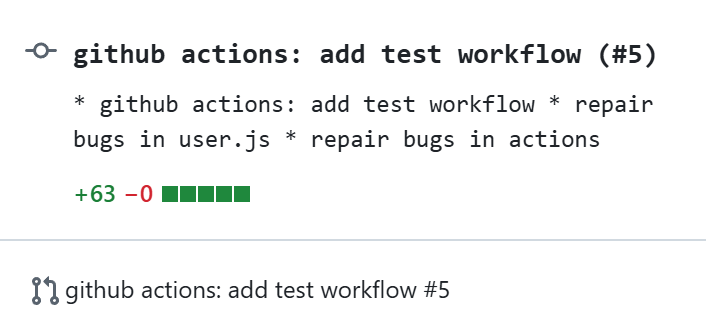 github actions: add test workflow (#5)
* github actions: add test workflow * repair
bugs in user.js * repair bugs in actions
+63 −0
github actions: add test workflow #5